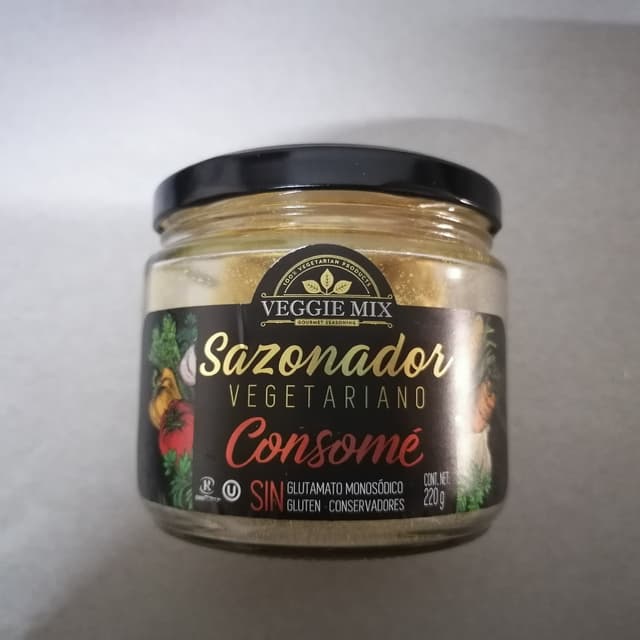 100% VEGETARIAN PRODUCTS
VEGGIE MIX
GOURMET SEASONING
Sazonador
VEGETARIANO
Consomé
K
U
SIN GLUTAMATO MONOSÓDICO
GLUTEN · CONSERVADORES
CONT. NET.
220 g